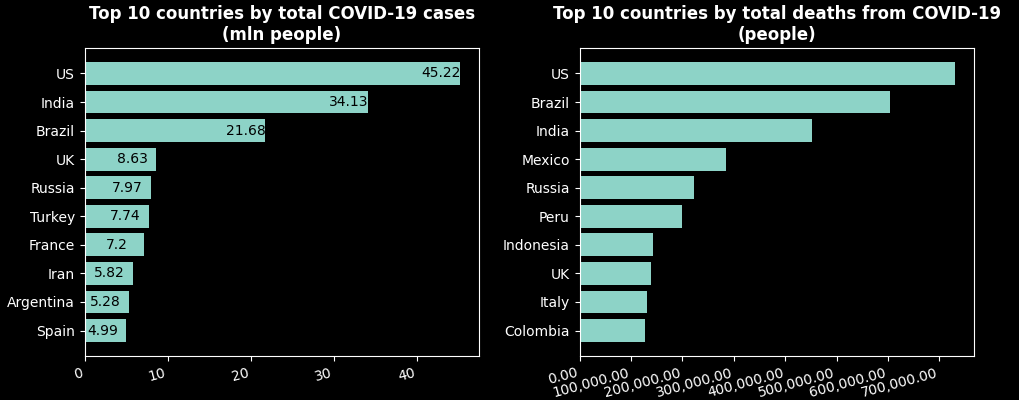 Top 10 countries by total COVID-19 cases
(mln people)
US
45.22
India
34.13
Brazil
21.68
UK
8.63
Russia
7.97
Turkey
7.74
France
7.2
Iran
5.82
Argentina
5.28
Spain
4.99
0
10
20
30
40
Top 10 countries by total deaths from COVID-19
(people)
US
Brazil
India
Mexico
Russia
Peru
Indonesia
UK
Italy
Colombia
0.00
100,000.00
200,000.00
300,000.00
400,000.00
500,000.00
600,000.00
700,000.00